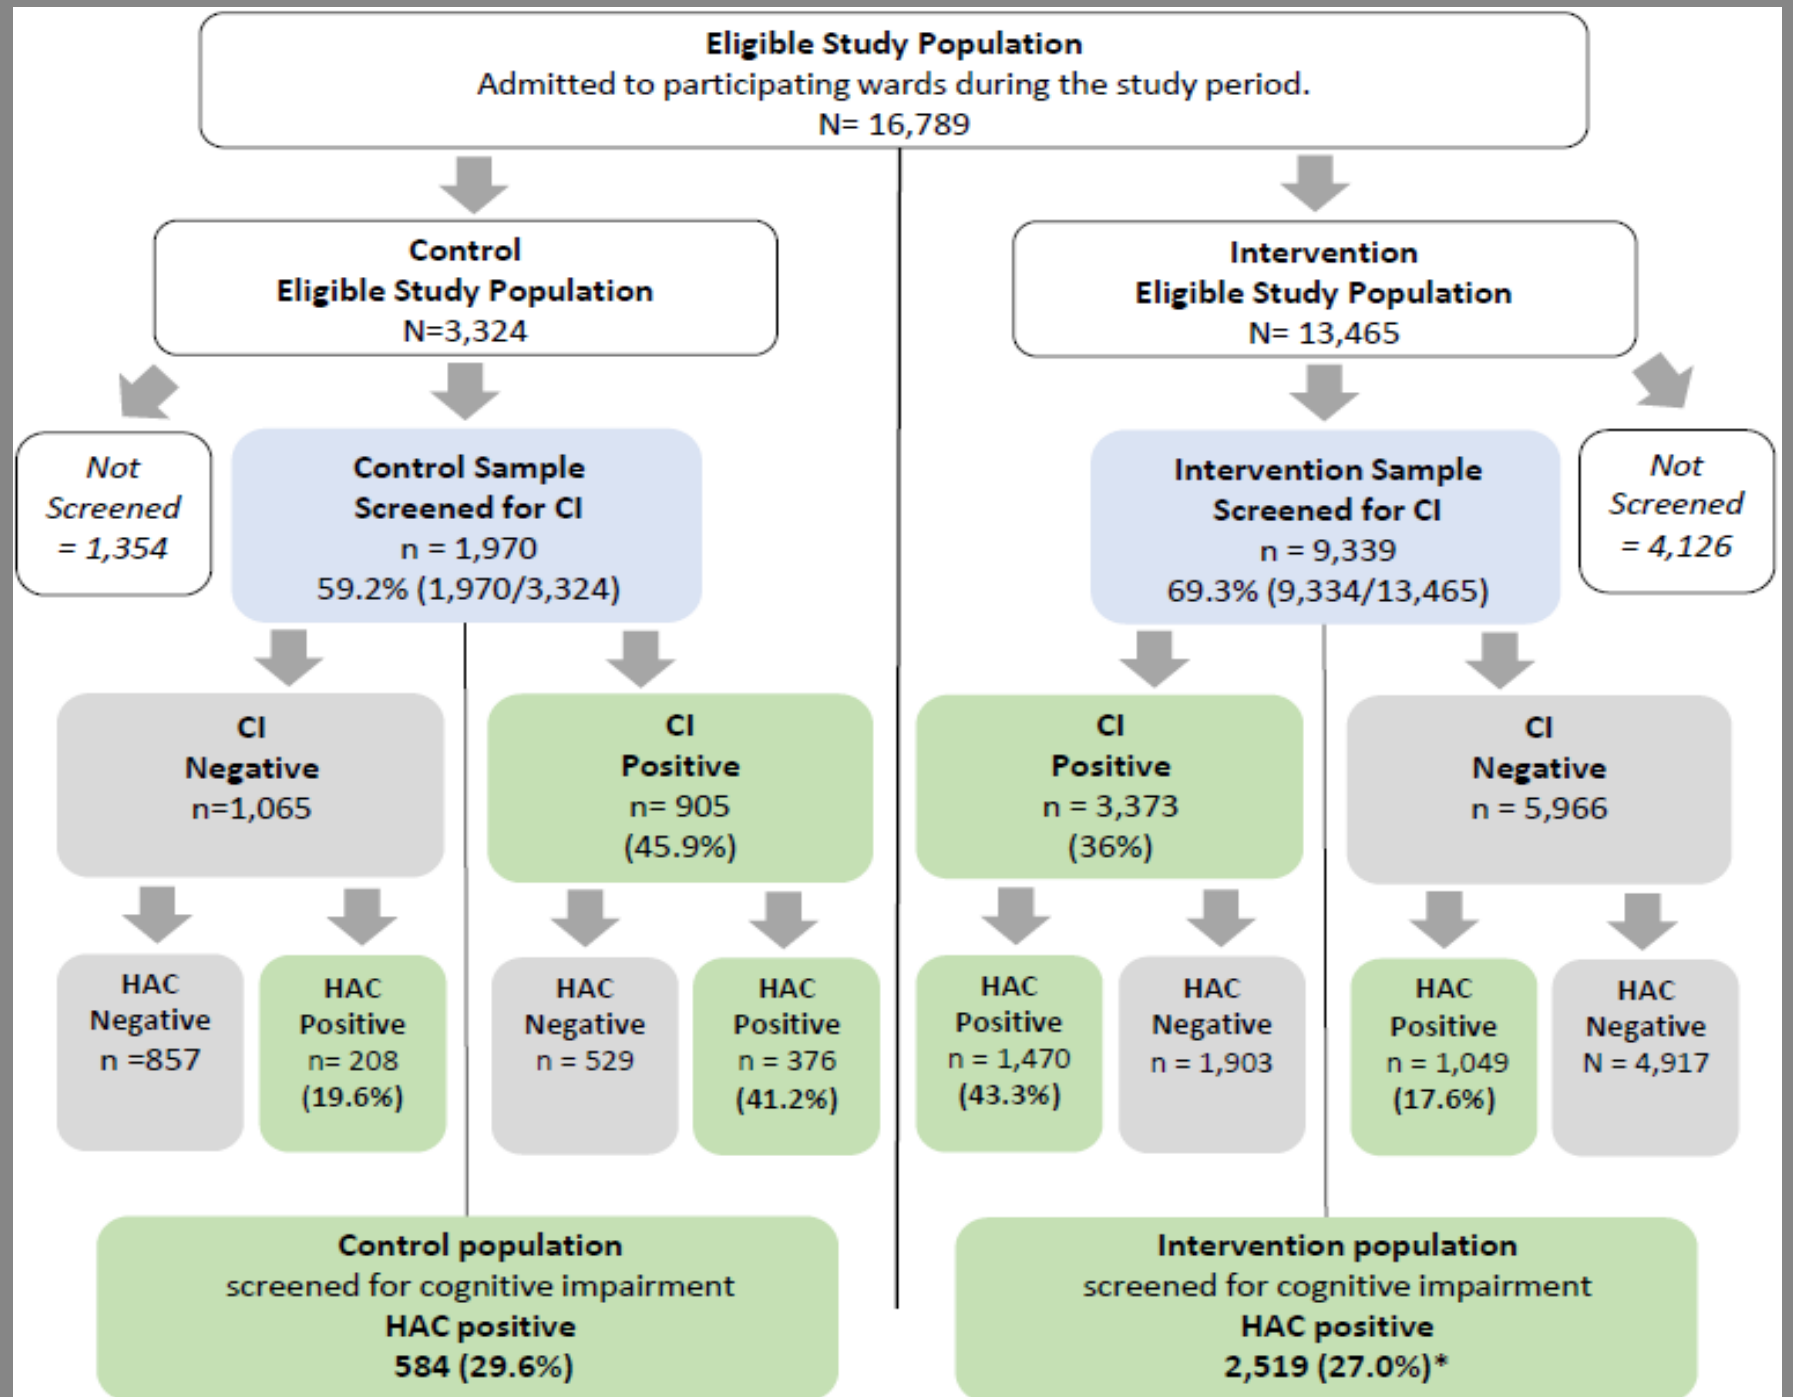 Eligible Study Population
Admitted to participating wards during the study period.
N= 16,789
Control
Eligible Study Population
N=3,324
Intervention
Eligible Study Population
N= 13,465
Not
Screened
= 1,354
Control Sample
Screened for CI
n = 1,970
59.2% (1,970/3,324)
Intervention Sample
Screened for CI
n = 9,339
69.3% (9,334/13,465)
Not
Screened
= 4,126
CI
Negative
n=1,065
CI
Positive
n= 905
(45.9%)
CI
Positive
n = 3,373
(36%)
CI
Negative
n = 5,966
HAC
Negative
n =857
HAC
Positive
n= 208
(19.6%)
HAC
Negative
n = 529
HAC
Positive
n = 376
(41.2%)
HAC
Positive
n = 1,470
(43.3%)
HAC
Negative
n = 1,903
HAC
Positive
n = 1,049
(17.6%)
HAC
Negative
N = 4,917
Control population
screened for cognitive impairment
HAC positive
584 (29.6%)
Intervention population
screened for cognitive impairment
HAC positive
2,519 (27.0%)*